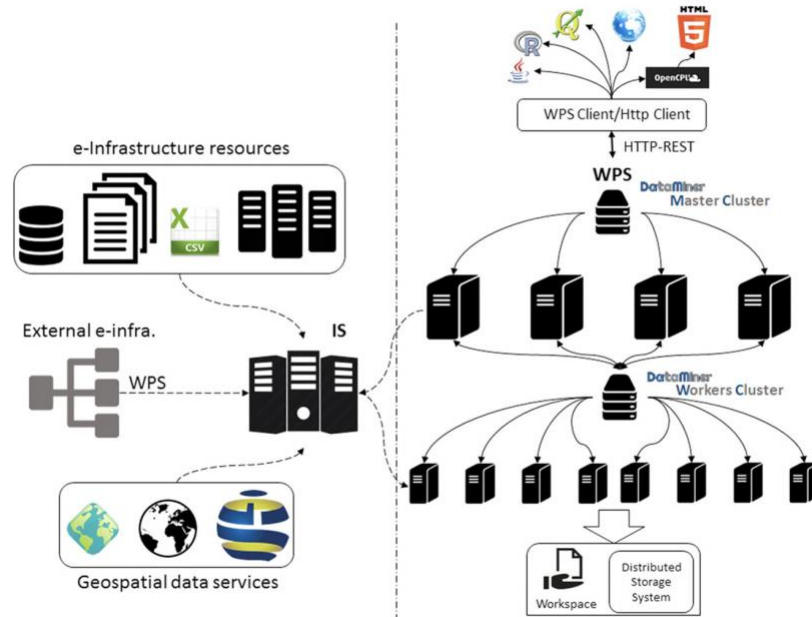 HTML
5
R
Java
OpenCPU
WPS Client/Http Client
HTTP-REST
WPS
DataMiner
Master Cluster
e-Infrastructure resources
X
CSV
External e-infra.
WPS
IS
DataMiner
Workers Cluster
Geospatial data services
Workspace
Distributed
Storage
System